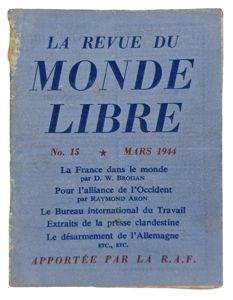 LA REVUE DU
MONDE
LIBRE
No. 15 ★ MARS 1944
La France dans le monde
par D. W. BROGAN
Pour l'alliance de l'Occident
par RAYMOND ARON
Le Bureau international du Travail
Extraits de la presse clandestine
Le désarmement de l'Allemagne
ETC., ETC.
APPORTÉE PAR LA R.A.F.